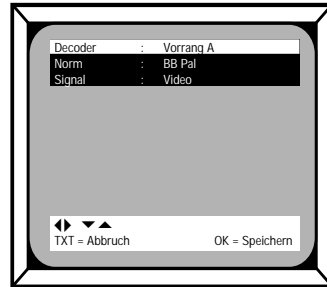 Decoder : Vorrang A
Norm : BB Pal
Signal : Video
TXT = Abbruch OK = Speichern